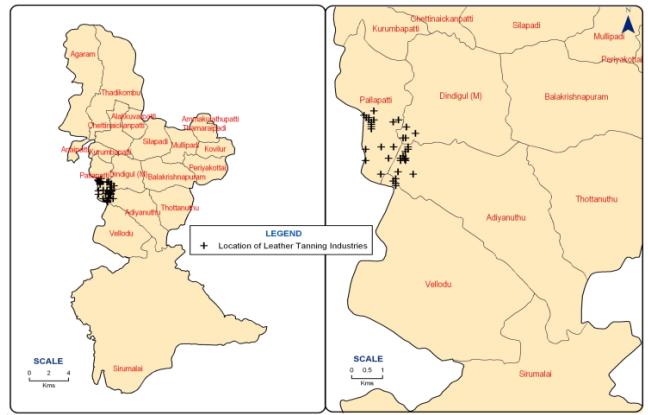 Agaram
Thadikombu
Alakkuvarpatti
Chettinaickanpatti
Ammakulathupatti
Thamaraipadi
Silapadi
Mullipadi
Kovilur
Kurumbapatti
Periyakottai
Pallapatti
Dindigul (M)
Balakrishnapuram
Adiyanuthu
Thottanuthu
Vellodu
Sirumalai
SCALE
0 2 4
Kms
LEGEND
+ Location of Leather Tanning Industries
N
Chettinaickanpatti
Kurumbapatti
Silapadi
Mullipadi
Periyakottai
Pallapatti
Dindigul (M)
Balakrishnapuram
Thottanuthu
Adiyanuthu
Vellodu
Sirumalai
SCALE
0 0.5 1
Kms